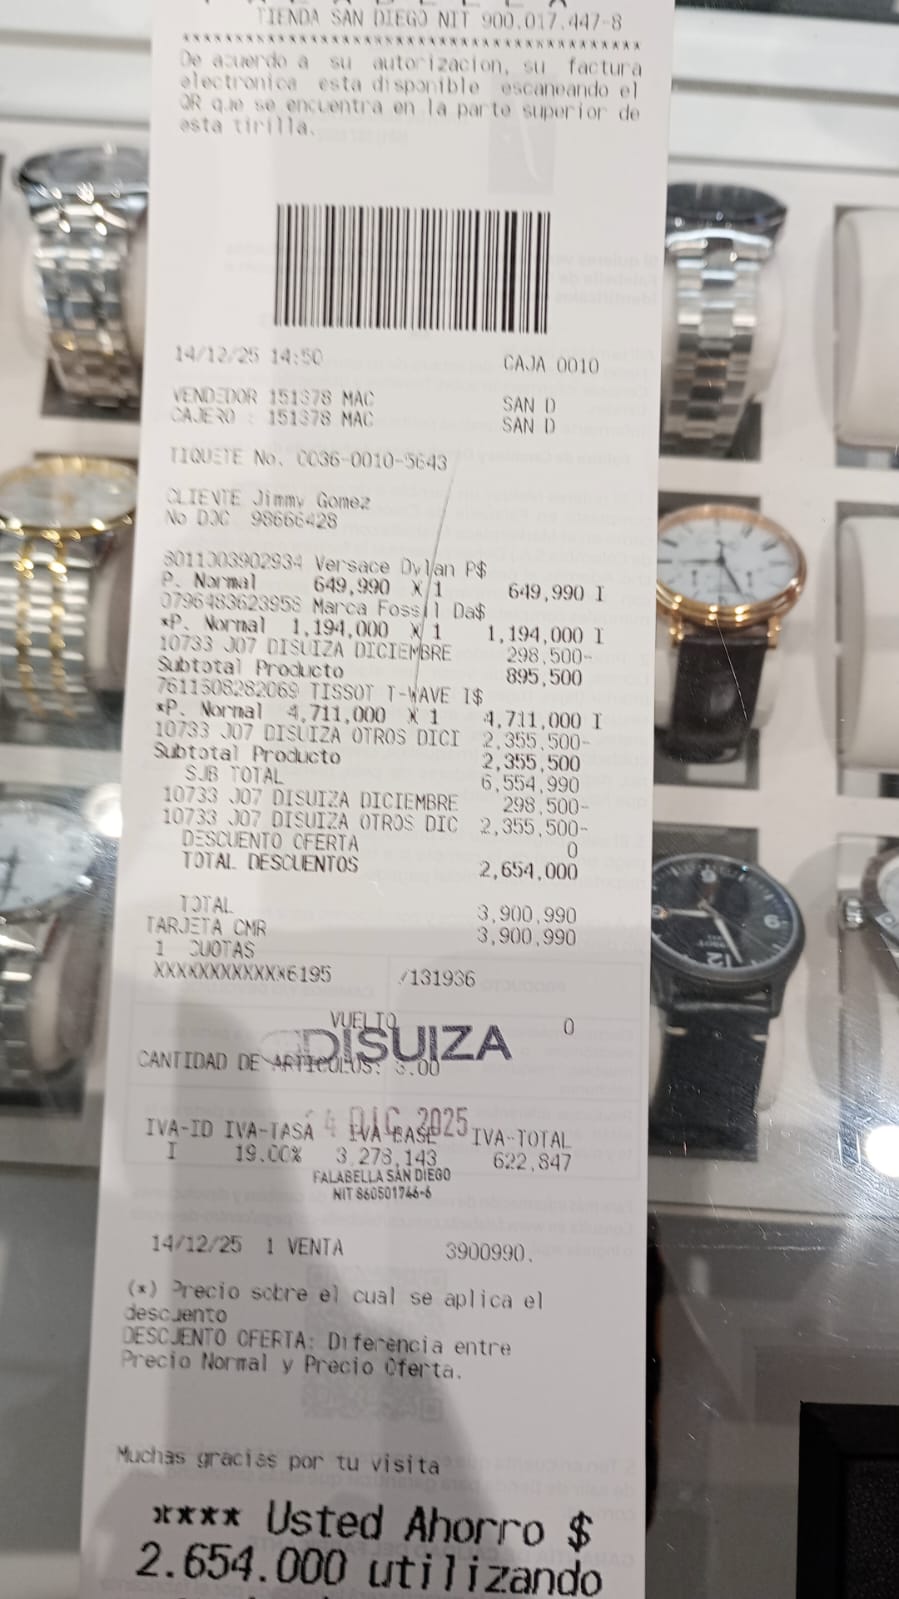 TIENDA SAN DIEGO NIT 900.017.447-8
De acuerdo a su autorizacion, su factura
electronica esta disponible escaneando el
QR que se encuentra en la parte superior de
esta tirilla.
14/12/25 14:50 CAJA 0010
VENDEDOR 151378 MAC SAN D
CAJERO : 151378 MAC SAN D
TIQUETE No. 0036-0010-5643
CLIENTE Jimmy Gomez
No DOC 98666428
8011003902934 Versace Dylan P$
P. Normal 649,990 X 1 649,990 I
0796483623958 Marca Fossil Da$
*P. Normal 1,194,000 X 1 1,194,000 I
10733 J07 DISUIZA DICIEMBRE 298,500-
Subtotal Producto 895,500
7611608282069 TISSOT T-WAVE I$
*P. Normal 4,711,000 X 1 4,711,000 I
10733 J07 DISUIZA OTROS DICI 2,355,500-
Subtotal Producto 2,355,500
SUB TOTAL 6,554,990
10733 J07 DISUIZA DICIEMBRE 298,500-
10733 J07 DISUIZA OTROS DIC 2,355,500-
DESCUENTO OFERTA 0
TOTAL DESCUENTOS 2,654,000
TOTAL 3,900,990
TARJETA CMR 3,900,990
1 CUOTAS
XXXXXXXXXXXX6195 /131936
VUELTO 0
DISUIZA
CANTIDAD DE ARTICULOS: 3.00
4 DIC 2025
IVA-ID IVA-TASA IVA BASE IVA-TOTAL
I 19.00% 3,278,143 622,847
FALABELLA SAN DIEGO
NIT 860501746-6
14/12/25 1 VENTA 3900990.
(*) Precio sobre el cual se aplica el
descuento
DESCUENTO OFERTA: Diferencia entre
Precio Normal y Precio Oferta.
Muchas gracias por tu visita
**** Usted Ahorro $
2.654.000 utilizando